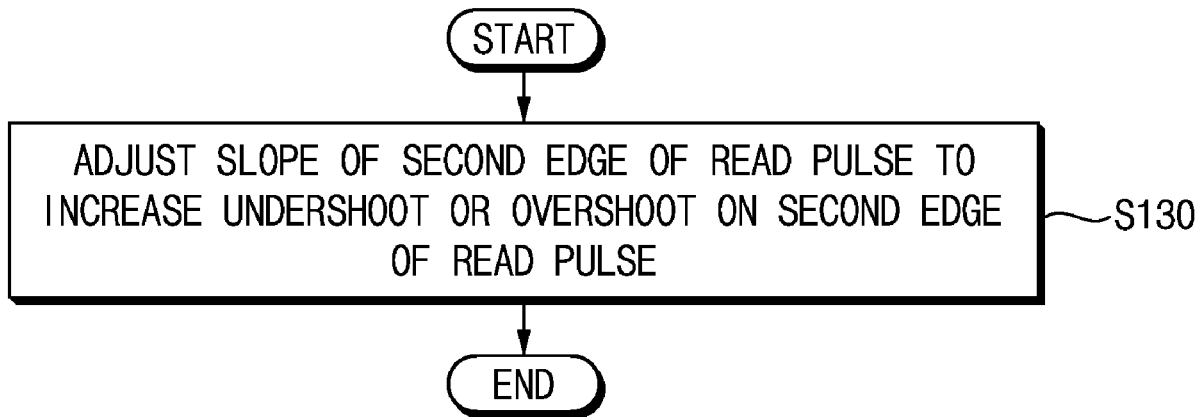 START
ADJUST SLOPE OF SECOND EDGE OF READ PULSE TO
INCREASE UNDERSHOOT OR OVERSHOOT ON SECOND EDGE
OF READ PULSE
S130
END